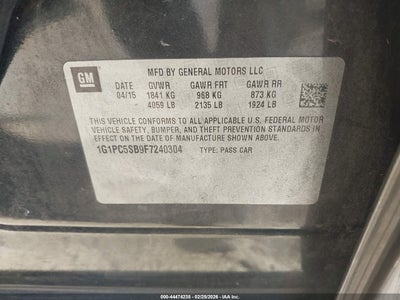 GM
MFD BY GENERAL MOTORS LLC
DATE GVWR GAWR FRT GAWR RR
04/15 1841 KG 968 KG 873 KG
4059 LB 2135 LB 1924 LB
THIS VEHICLE CONFORMS TO ALL APPLICABLE U.S. FEDERAL MOTOR
VEHICLE SAFETY, BUMPER, AND THEFT PREVENTION STANDARDS IN
EFFECT ON THE DATE OF MANUFACTURE SHOWN ABOVE.
1G1PC5SB9F7240304 TYPE: PASS CAR
000-44474238 - 02/25/2026 - IAA Inc.